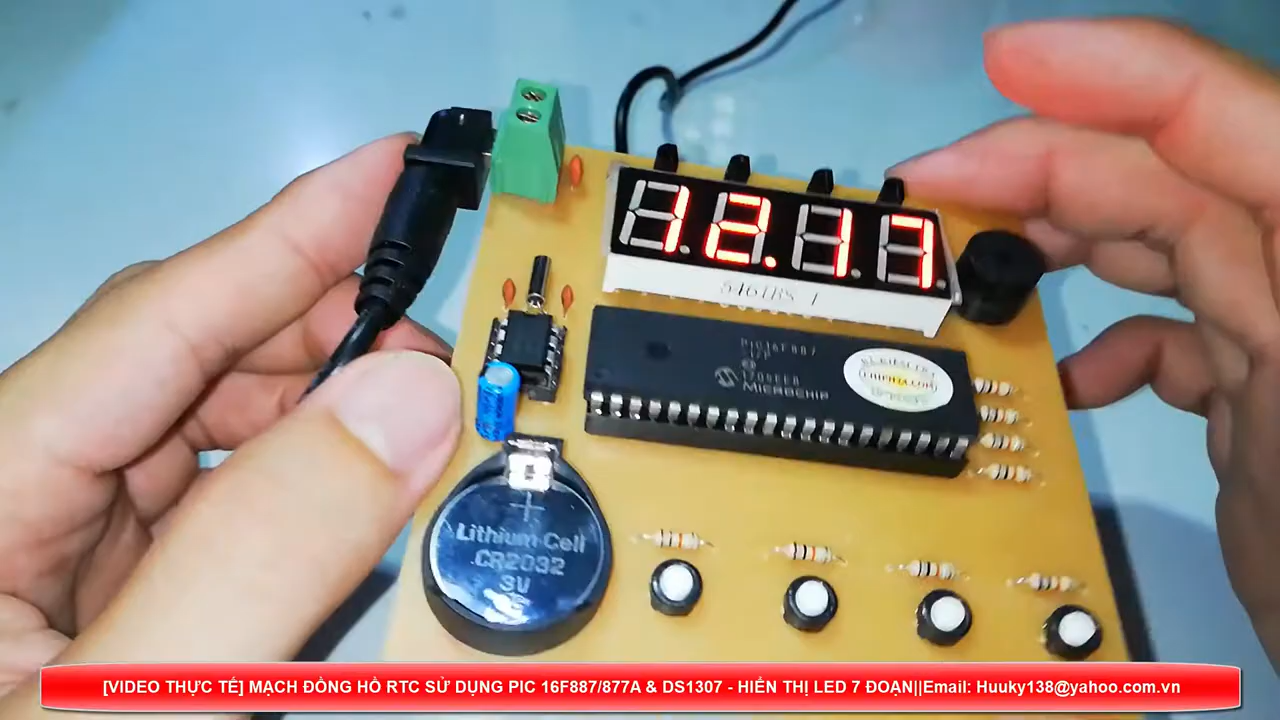 12.17
5461BS 1
PIC16F887
-I/P
MICROCHIP
Lithium Cell
CR2032
3V
[VIDEO THỰC TẾ] MẠCH ĐỒNG HỒ RTC SỬ DỤNG PIC 16F887/877A & DS1307 - HIỂN THỊ LED 7 ĐOẠN||Email: Huuky138@yahoo.com.vn